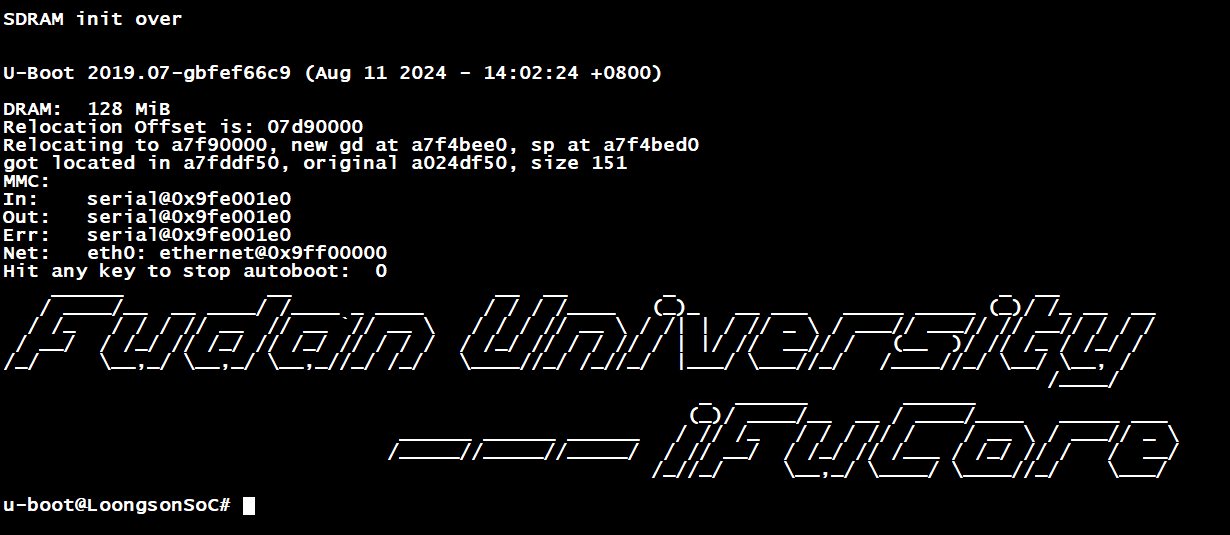 SDRAM init over
U-Boot 2019.07-gbfef66c9 (Aug 11 2024 - 14:02:24 +0800)
DRAM:  128 MiB
Relocation Offset is: 07d90000
Relocating to a7f90000, new gd at a7f4bee0, sp at a7f4bed0
got located in a7fddf50, original a024df50, size 151
MMC:
In:    serial@0x9fe001e0
Out:   serial@0x9fe001e0
Err:   serial@0x9fe001e0
Net:   eth0: ethernet@0x9ff00000
Hit any key to stop autoboot:  0
Fudan University
--- iFuCore
u-boot@LoongsonSoC#